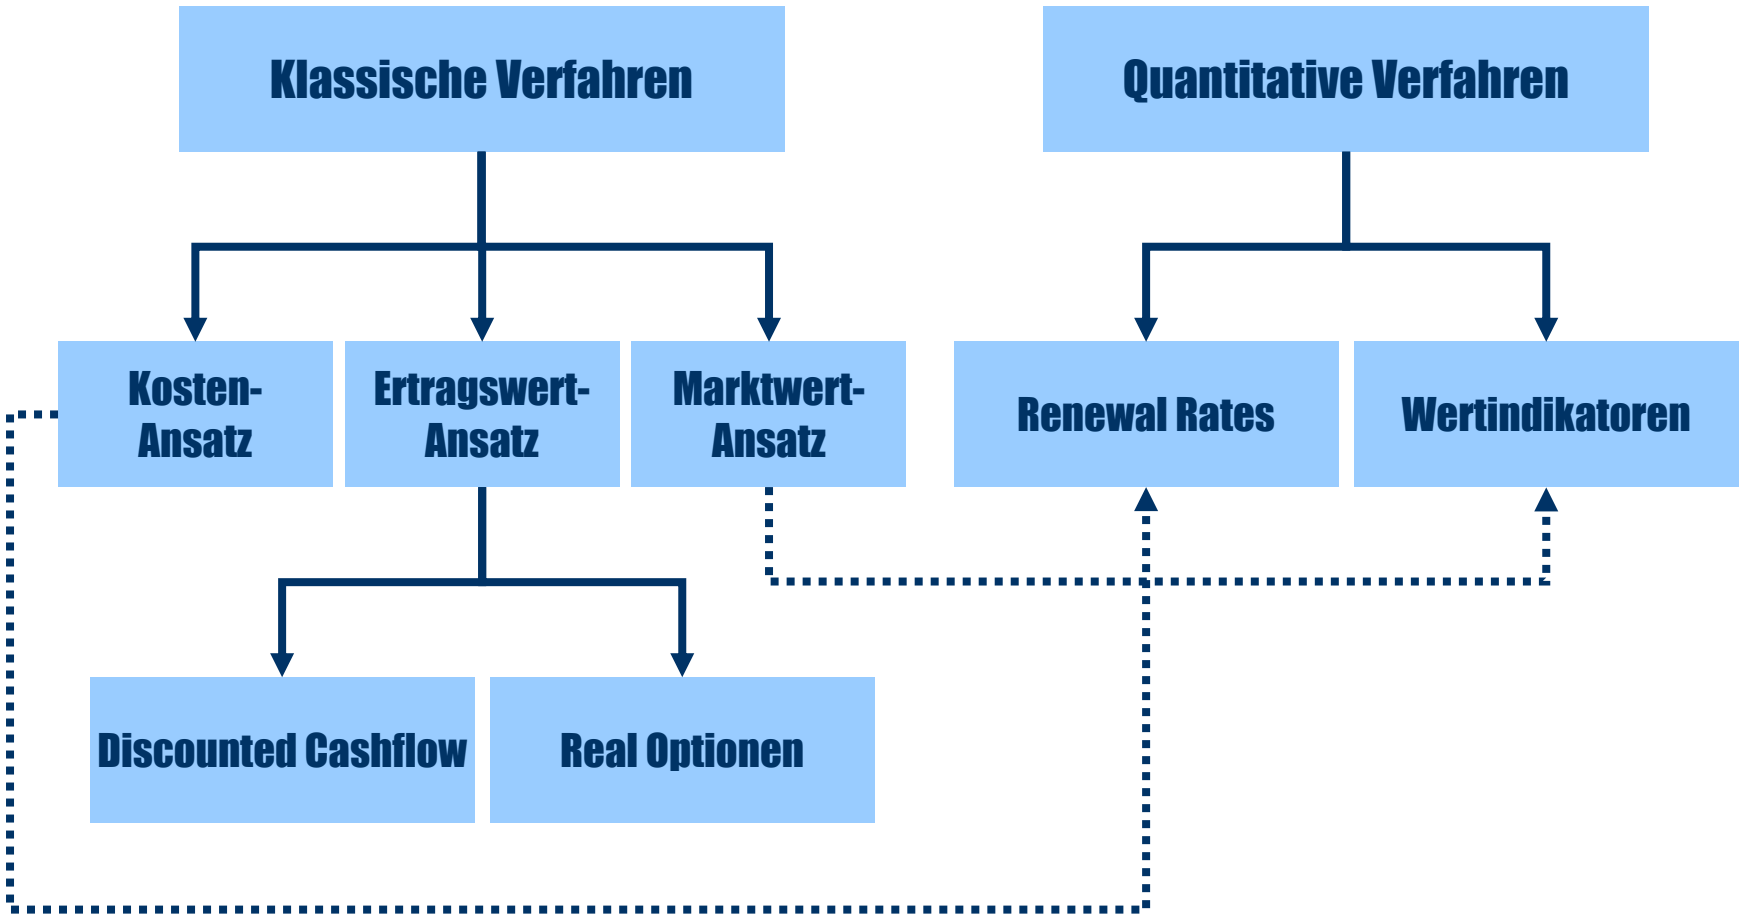 Klassische Verfahren
Quantitative Verfahren
Kosten-
Ansatz
Ertragswert-
Ansatz
Marktwert-
Ansatz
Renewal Rates
Wertindikatoren
Discounted Cashflow
Real Optionen